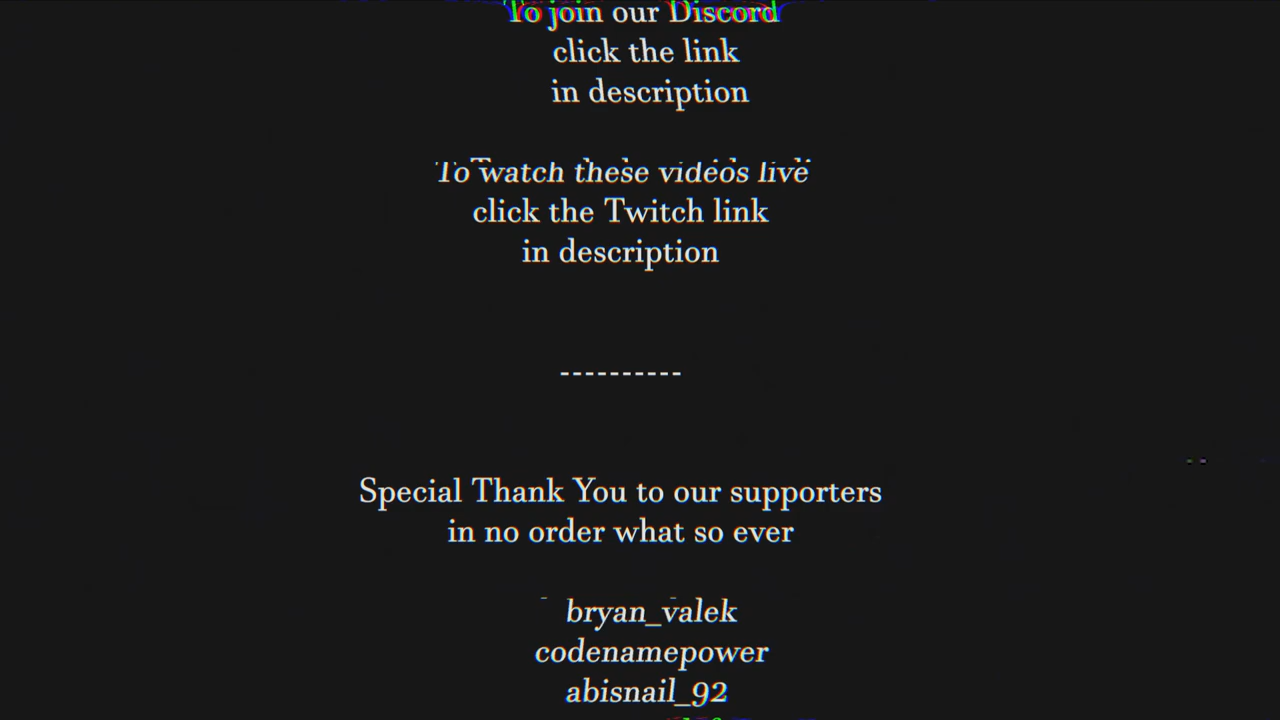 To join our Discord
click the link
in description
To watch these videos live
click the Twitch link
in description
----------
Special Thank You to our supporters
in no order what so ever
bryan_valek
codenamepower
abisnail_92